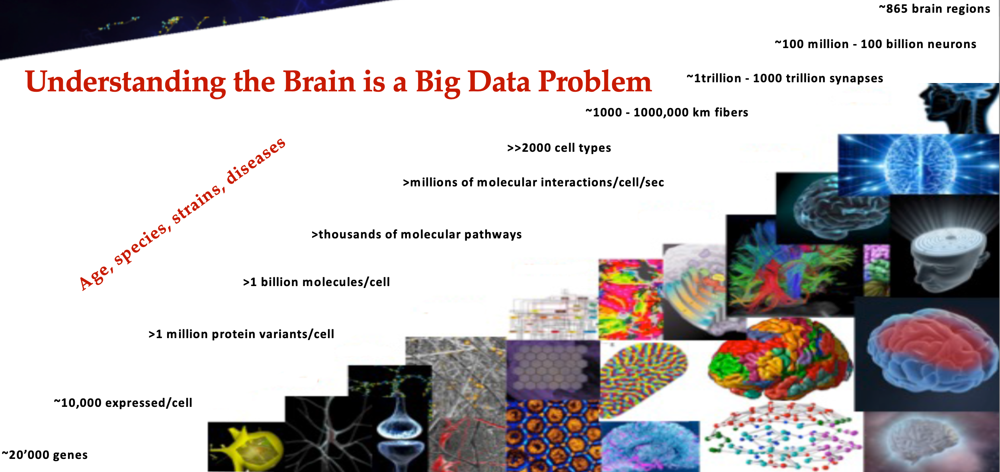 ~865 brain regions
~100 million - 100 billion neurons
Understanding the Brain is a Big Data Problem
~1trillion - 1000 trillion synapses
~1000 - 1000,000 km fibers
>>2000 cell types
Age, species, strains, diseases
>millions of molecular interactions/cell/sec
>thousands of molecular pathways
>1 billion molecules/cell
>1 million protein variants/cell
~10,000 expressed/cell
~20’000 genes